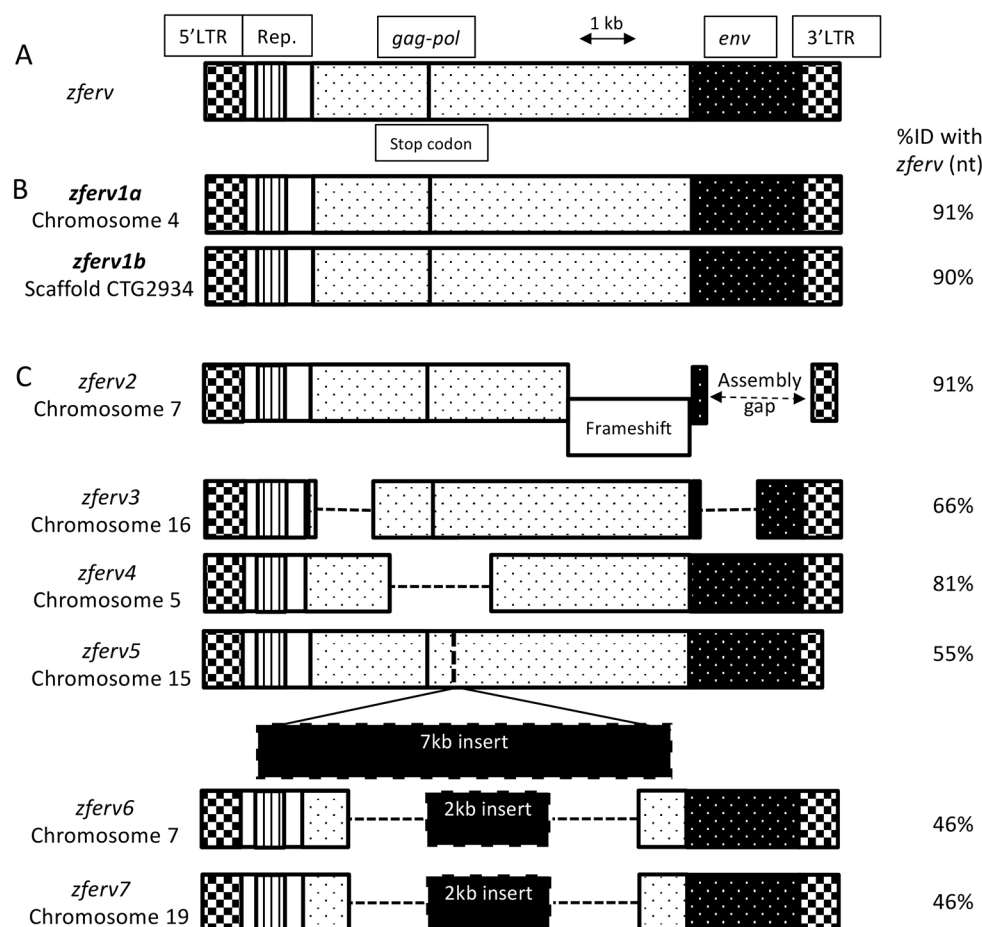 5’LTR Rep. gag-pol 1 kb env 3’LTR
A
zferv
Stop codon
%ID with
zferv (nt)
B
zferv1a
Chromosome 4
91%
zferv1b
Scaffold CTG2934
90%
C
zferv2
Chromosome 7
Frameshift
Assembly
gap
91%
zferv3
Chromosome 16
66%
zferv4
Chromosome 5
81%
zferv5
Chromosome 15
55%
7kb insert
zferv6
Chromosome 7
2kb insert
46%
zferv7
Chromosome 19
2kb insert
46%